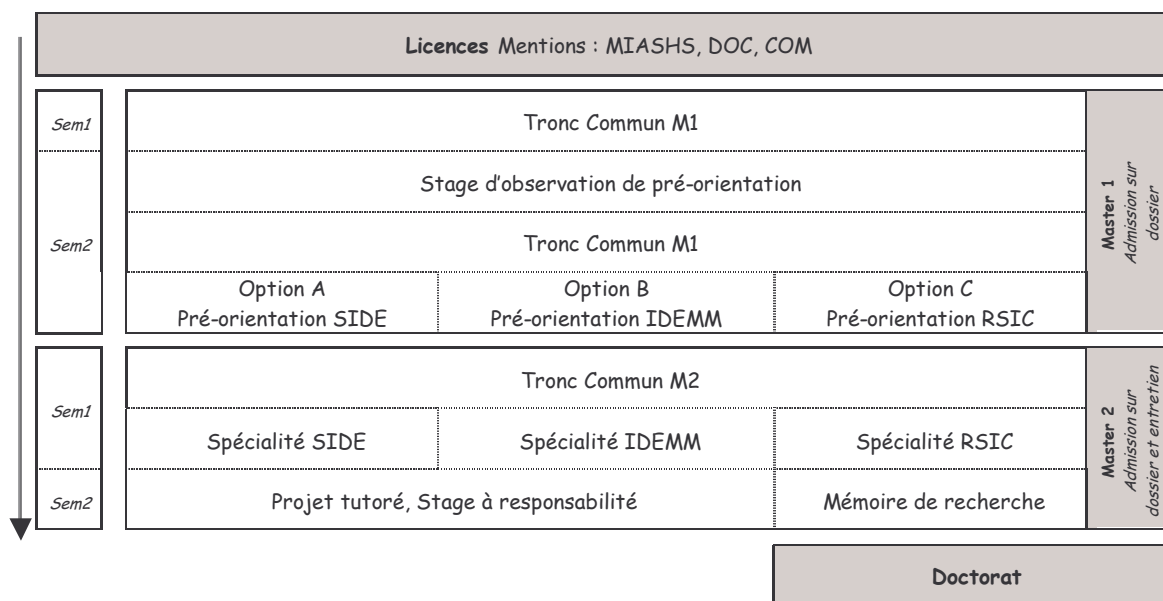 Licences Mentions : MIASHS, DOC, COM
Sem1
Tronc Commun M1
Stage d'observation de pré-orientation
Sem2
Tronc Commun M1
Option A
Pré-orientation SIDE
Option B
Pré-orientation IDEMM
Option C
Pré-orientation RSIC
Master 1
Admission sur
dossier
Sem1
Tronc Commun M2
Spécialité SIDE
Spécialité IDEMM
Spécialité RSIC
Sem2
Projet tutoré, Stage à responsabilité
Mémoire de recherche
Master 2
Admission sur
dossier et entretien
Doctorat